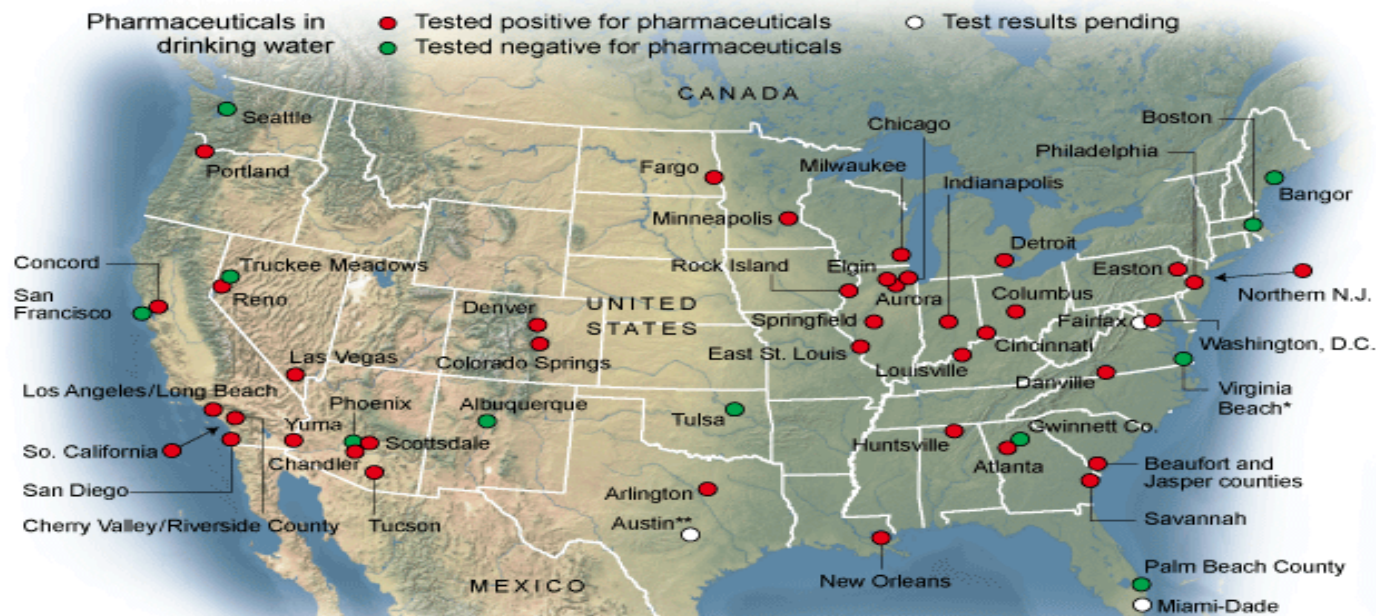 Pharmaceuticals in
drinking water
Tested positive for pharmaceuticals
Test results pending
Tested negative for pharmaceuticals
CANADA
Chicago
Boston
Seattle
Milwaukee
Philadelphia
Portland
Fargo
Indianapolis
Bangor
Minneapolis
Detroit
Concord
Truckee Meadows
Rock Island
Elgin
Easton
San
Francisco
Reno
Denver
UNITED
STATES
Aurora
Columbus
Northern N.J.
Springfield
Fairfax
Colorado Springs
East St. Louis
Cincinnati
Washington, D.C.
Las Vegas
Louisville
Los Angeles/Long Beach
Danville
Phoenix
Albuquerque
Virginia
Beach*
Tulsa
Yuma
Gwinnett Co.
So. California
Scottsdale
Huntsville
Chandler
Atlanta
Beaufort and
Jasper counties
San Diego
Arlington
Cherry Valley/Riverside County
Tucson
Austin**
Savannah
Palm Beach County
New Orleans
MEXICO
Miami-Dade